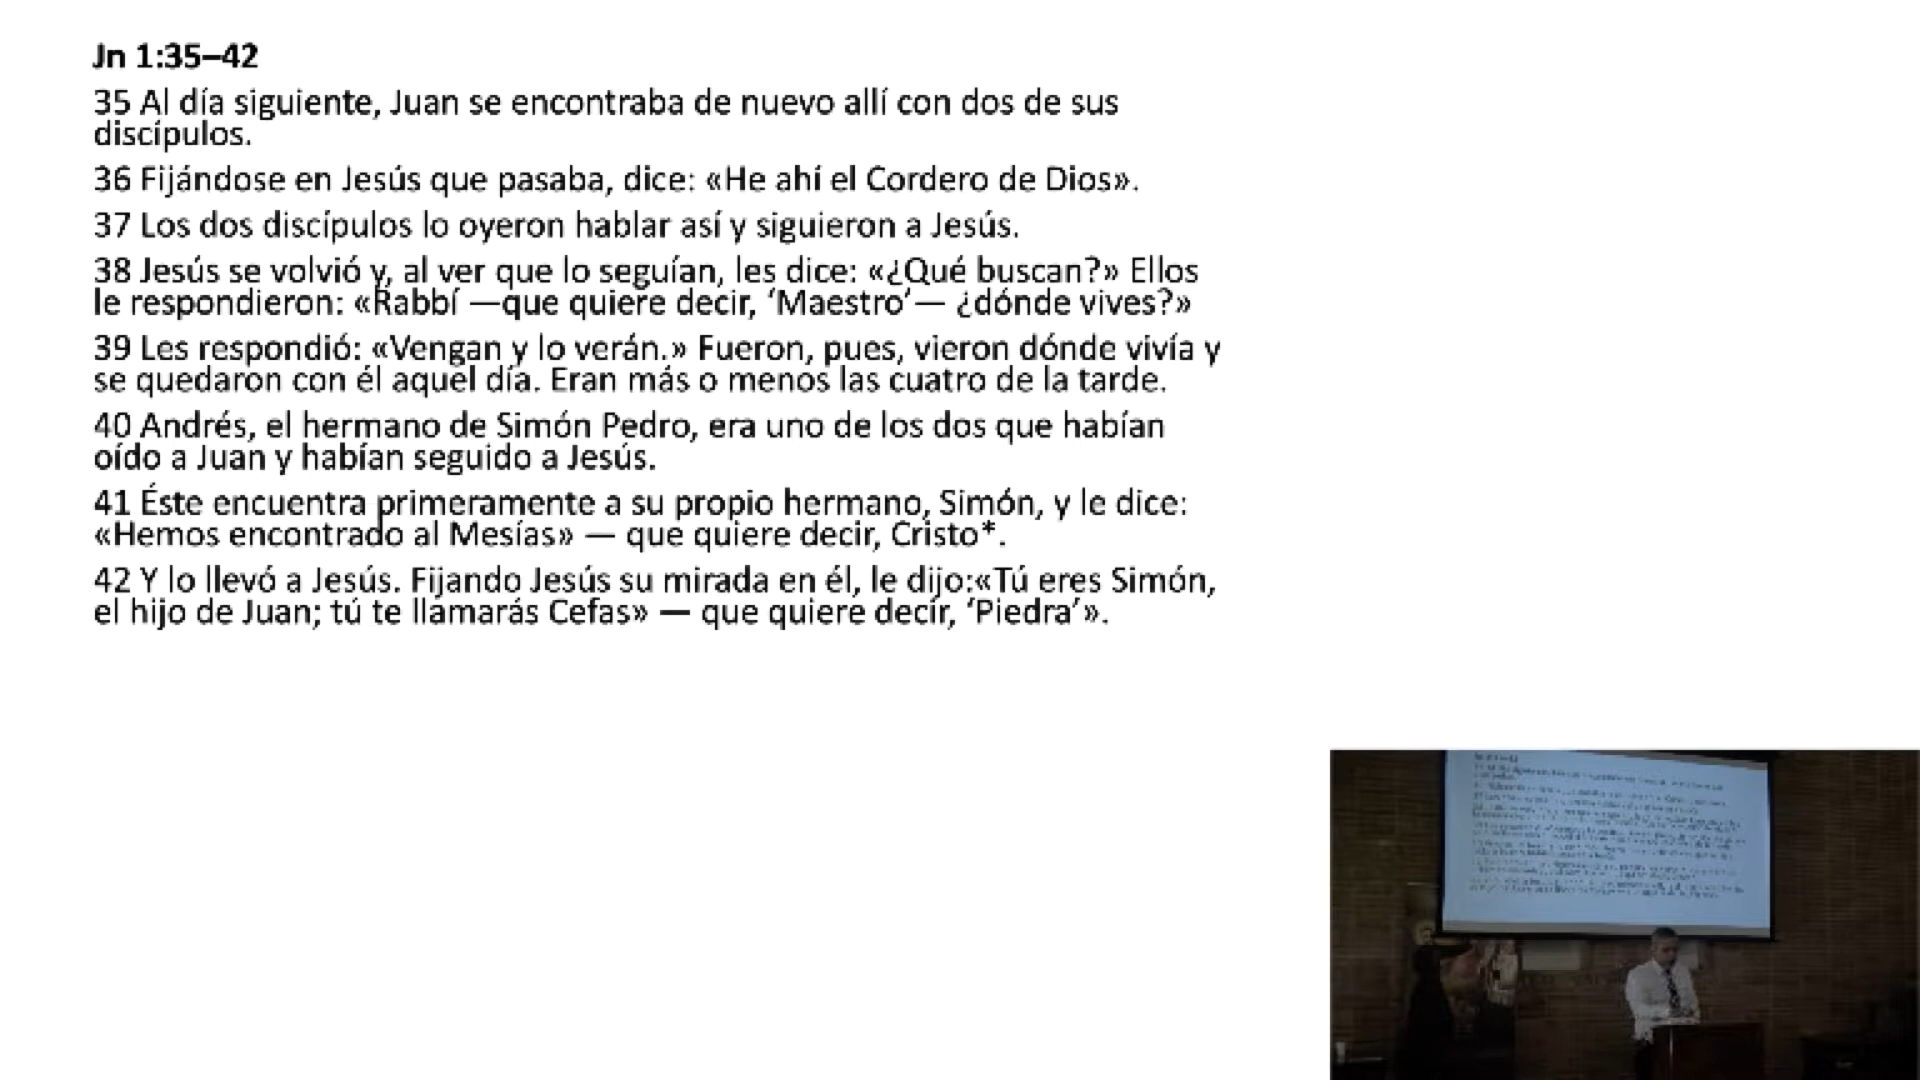 Jn 1:35–42
35 Al día siguiente, Juan se encontraba de nuevo allí con dos de sus
discípulos.
36 Fijándose en Jesús que pasaba, dice: «He ahí el Cordero de Dios».
37 Los dos discípulos lo oyeron hablar así y siguieron a Jesús.
38 Jesús se volvió y, al ver que lo seguían, les dice: «¿Qué buscan?» Ellos
le respondieron: «Rabbí —que quiere decir, ‘Maestro’— ¿dónde vives?»
39 Les respondió: «Vengan y lo verán.» Fueron, pues, vieron dónde vivía y
se quedaron con él aquel día. Eran más o menos las cuatro de la tarde.
40 Andrés, el hermano de Simón Pedro, era uno de los dos que habían
oído a Juan y habían seguido a Jesús.
41 Éste encuentra primeramente a su propio hermano, Simón, y le dice:
«Hemos encontrado al Mesías» — que quiere decir, Cristo*.
42 Y lo llevó a Jesús. Fijando Jesús su mirada en él, le dijo:«Tú eres Simón,
el hijo de Juan; tú te llamarás Cefas» — que quiere decir, ‘Piedra’».